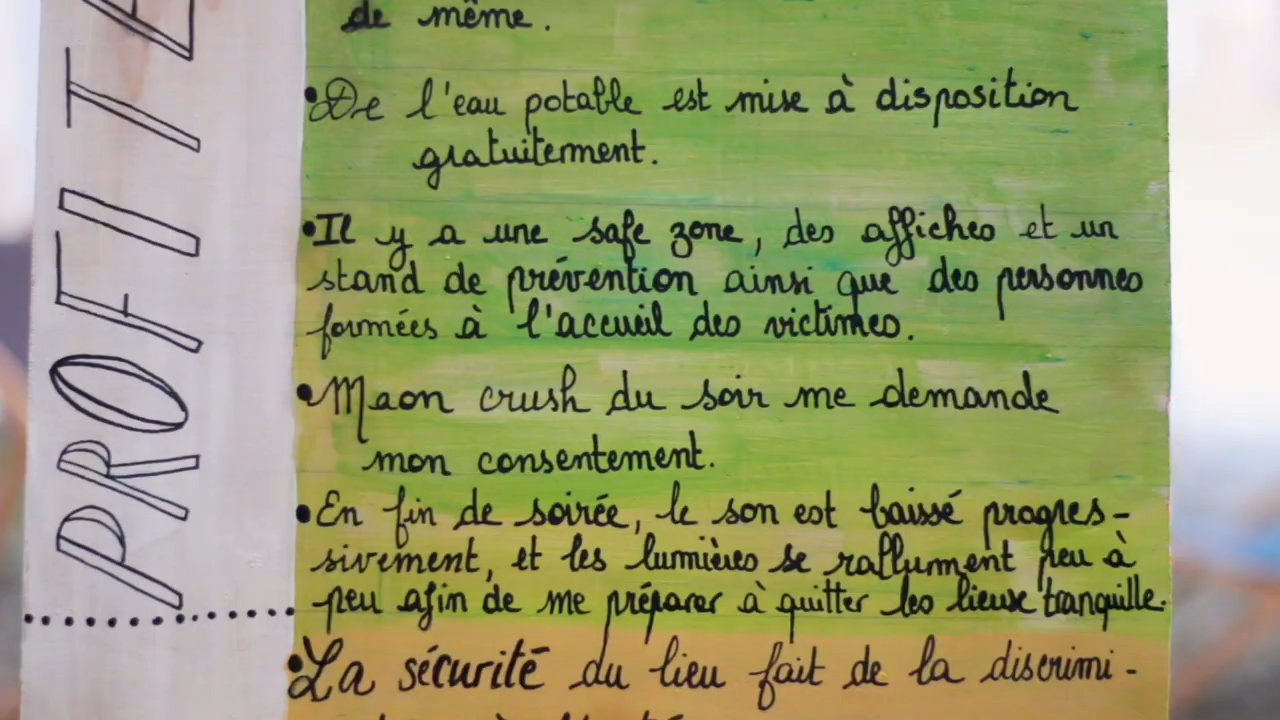 PROFITE
de même.
• De l'eau potable est mise à disposition
gratuitement.
• Il y a une safe zone, des affiches et un
stand de prévention ainsi que des personnes
formées à l'accueil des victimes.
• Maon crush du soir me demande
mon consentement.
• En fin de soirée, le son est baissé progres-
sivement, et les lumières se rallument peu à
peu afin de me préparer à quitter les lieux tranquille.
• La sécurité du lieu fait de la discrimi-